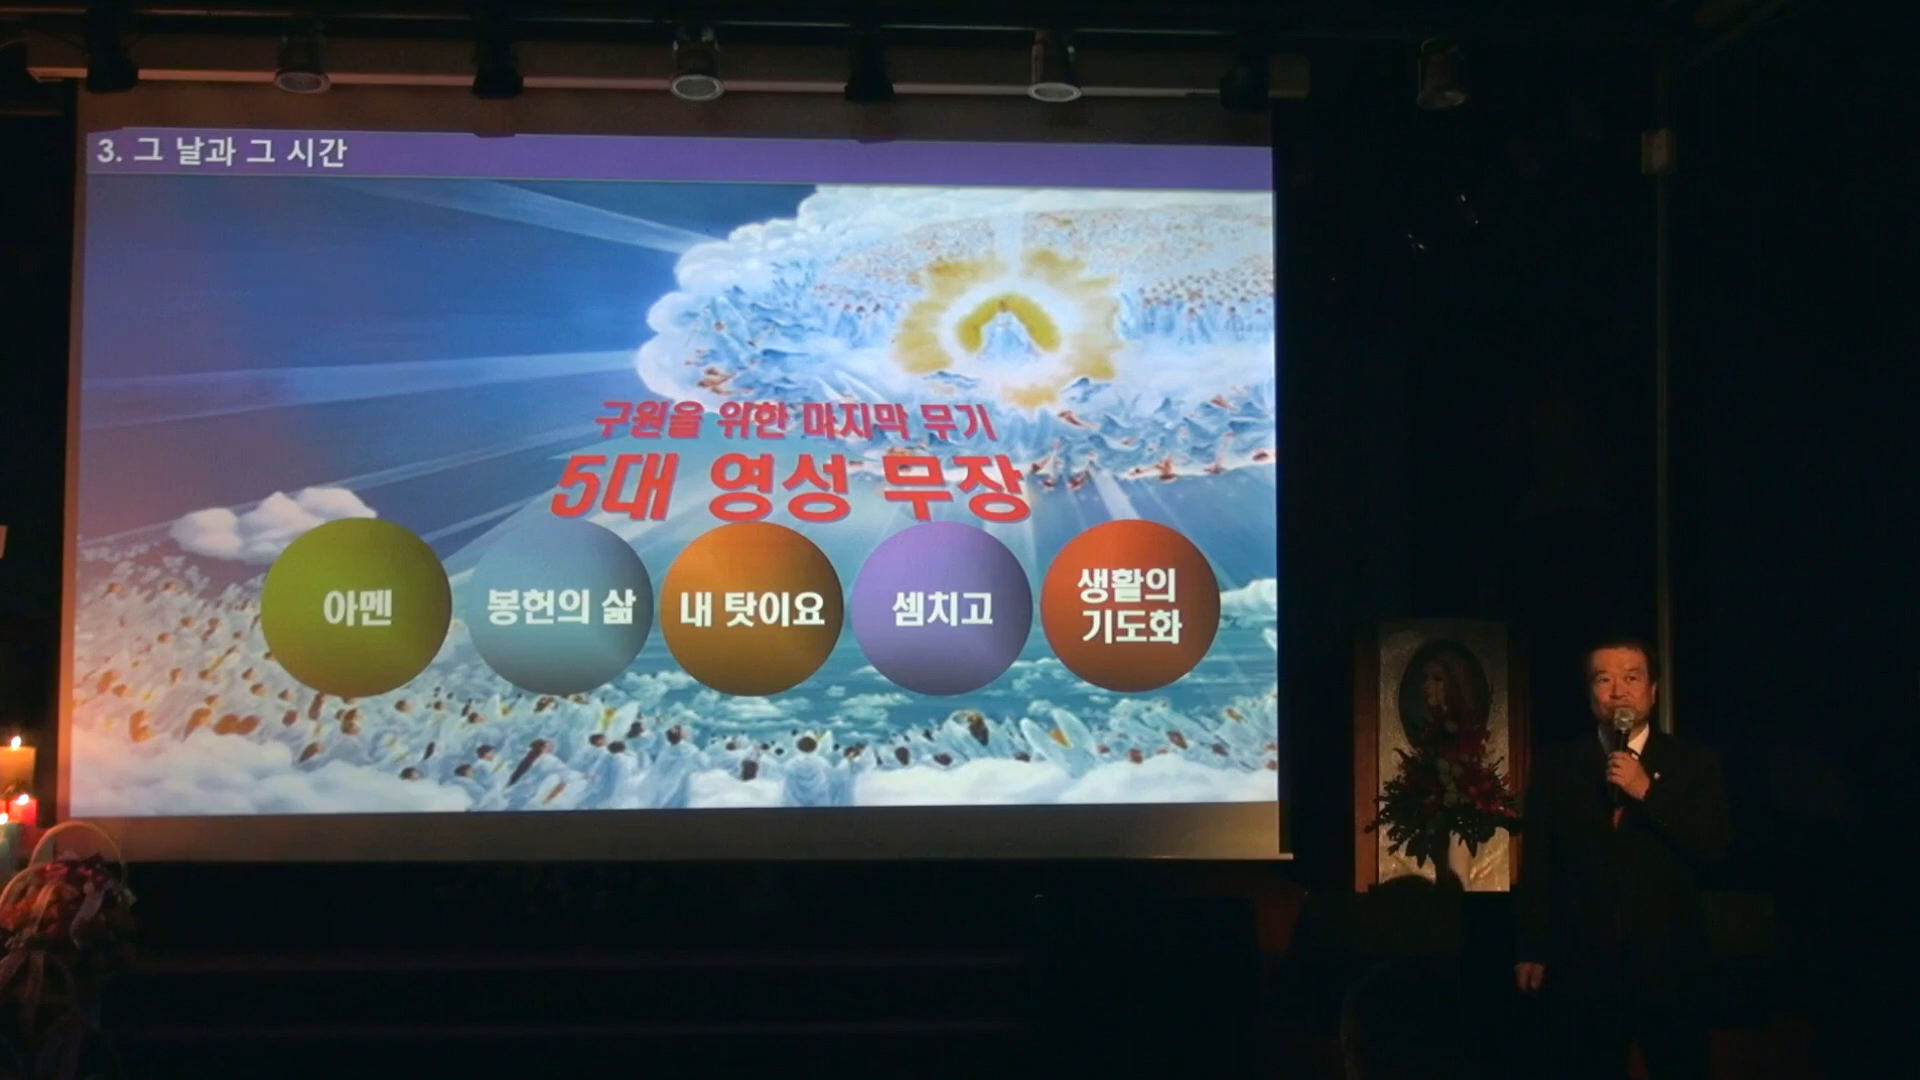 3. 그 날과 그 시간
구원을 위한 마지막 무기
5대 영성 무장
아멘
봉헌의 삶
내 탓이요
셈치고
생활의
기도화